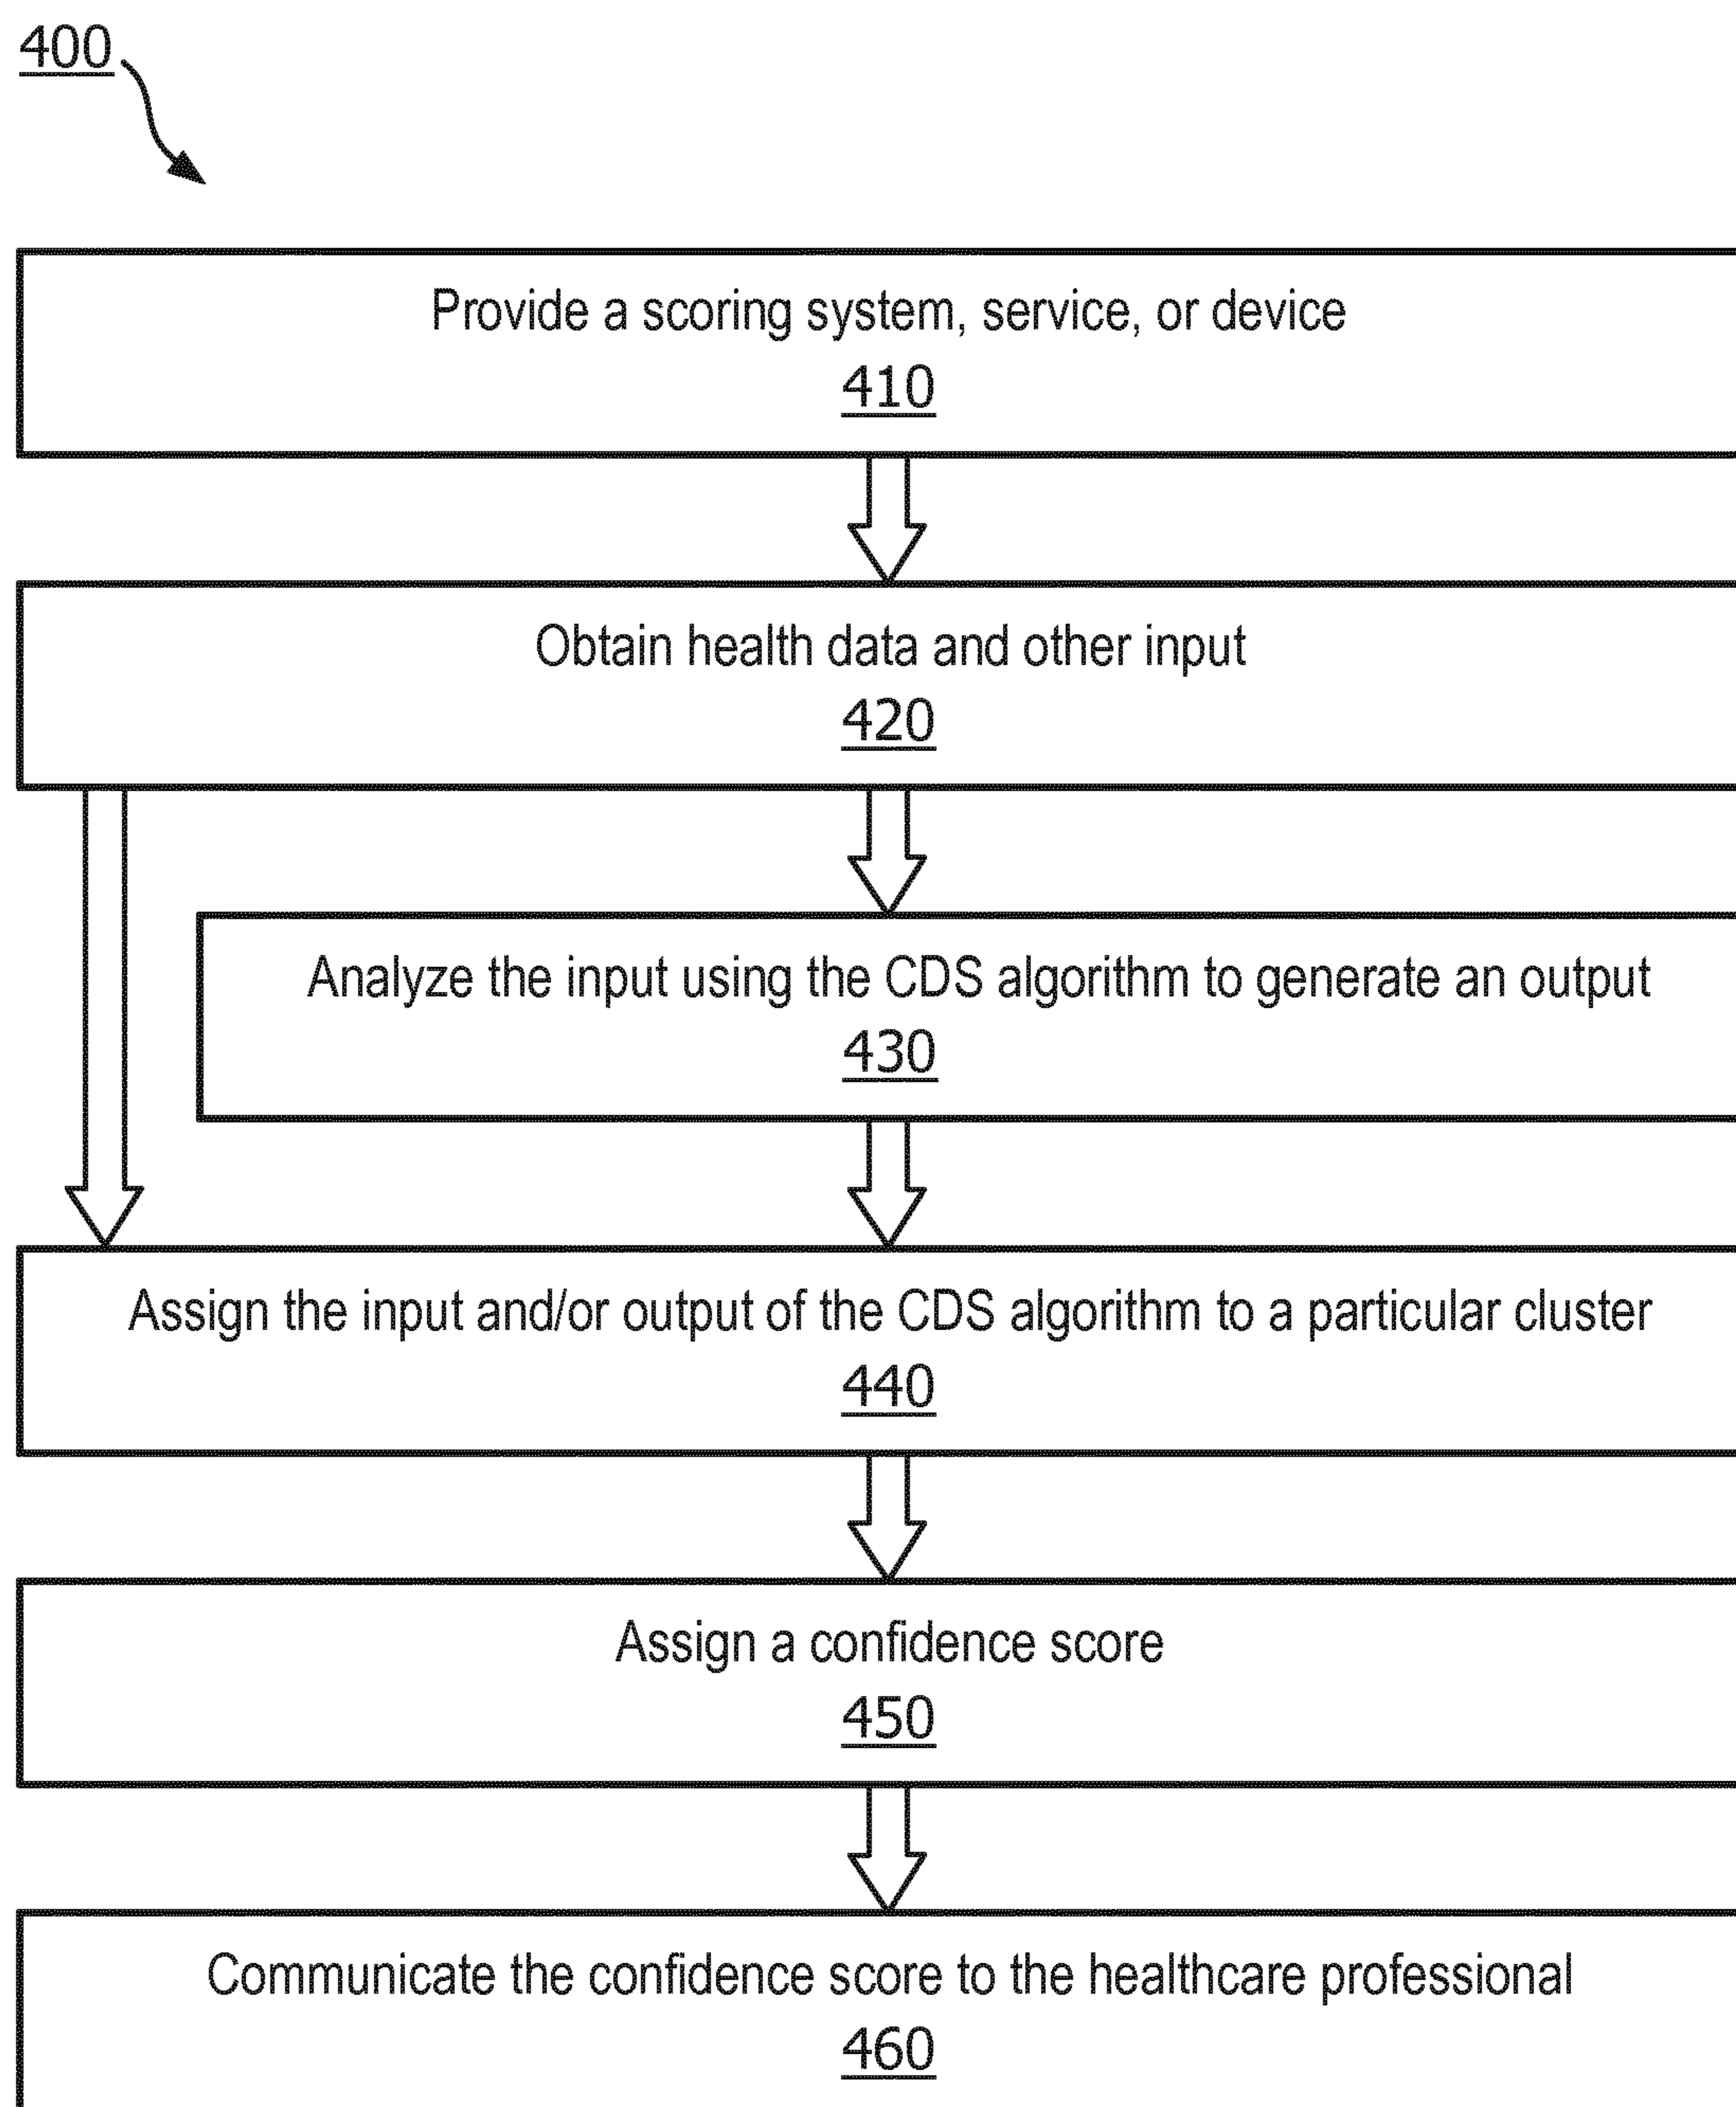 400
Provide a scoring system, service, or device
410
Obtain health data and other input
420
Analyze the input using the CDS algorithm to generate an output
430
Assign the input and/or output of the CDS algorithm to a particular cluster
440
Assign a confidence score
450
Communicate the confidence score to the healthcare professional
460